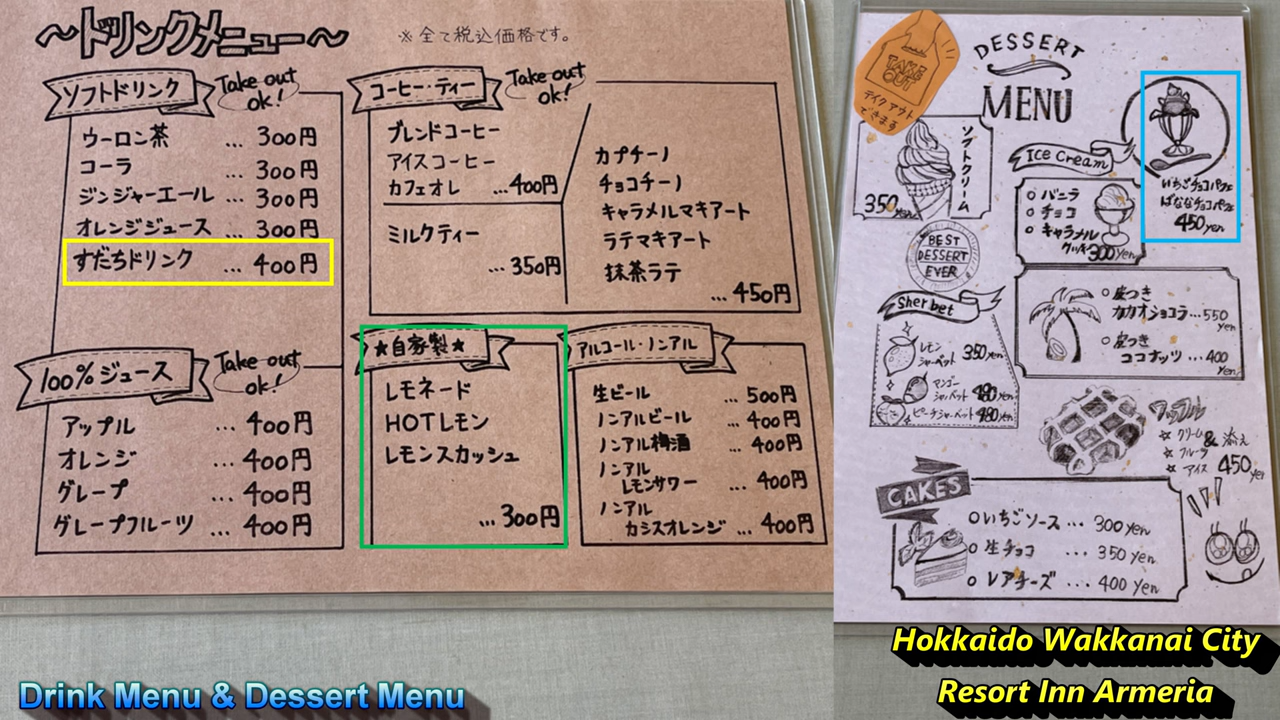 ～ドリンクメニュー～
※全て税込価格です。
ソフトドリンク
Take out ok!
ウーロン茶 ... 300円
コーラ ... 300円
ジンジャーエール ... 300円
オレンジジュース ... 300円
すだちドリンク ... 400円
100%ジュース
Take out ok!
アップル ... 400円
オレンジ ... 400円
グレープ ... 400円
グレープフルーツ ... 400円
コーヒー・ティー
Take out ok!
ブレンドコーヒー
アイスコーヒー
カフェオレ ...400円
ミルクティー
...350円
カプチーノ
チョコチーノ
キャラメルマキアート
ラテマキアート
抹茶ラテ
...450円
★自家製★
レモネード
HOTレモン
レモンスカッシュ
...300円
アルコール・ノンアル
生ビール ... 500円
ノンアルビール ... 400円
ノンアル梅酒 ... 400円
ノンアル
レモンサワー ... 400円
ノンアル
カシスオレンジ ... 400円
TAKE OUT
テイクアウト
できます
DESSERT
MENU
ソフトクリーム
350yen
Ice Cream
バニラ
チョコ
キャラメル
クッキー 300yen
いちごチョコパフェ
ばななチョコパフェ
450yen
BEST
DESSERT
EVER
Sherbet
レモン
シャーベット 350yen
マンゴー
シャーベット 480yen
ピーチシャーベット 480yen
皮つき
カカオショコラ...550yen
皮つき
ココナッツ...400yen
ワッフル
☆クリーム & 添え
☆フルーツ
☆アイス 450yen
CAKES
いちごソース... 300yen
生チョコ ... 350yen
レアチーズ ... 400yen
Drink Menu & Dessert Menu
Hokkaido Wakkanai City
Resort Inn Armeria